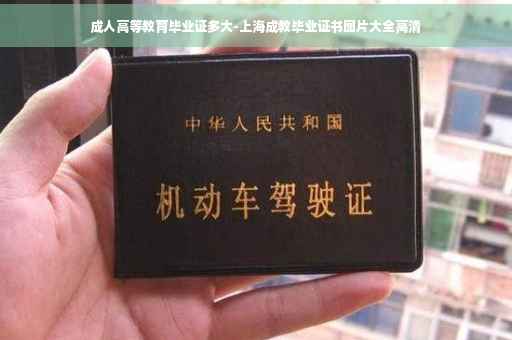 成人高等教育毕业证多大-上海成教毕业证书图片大全高清
中华人民共和国
机动车驾驶证